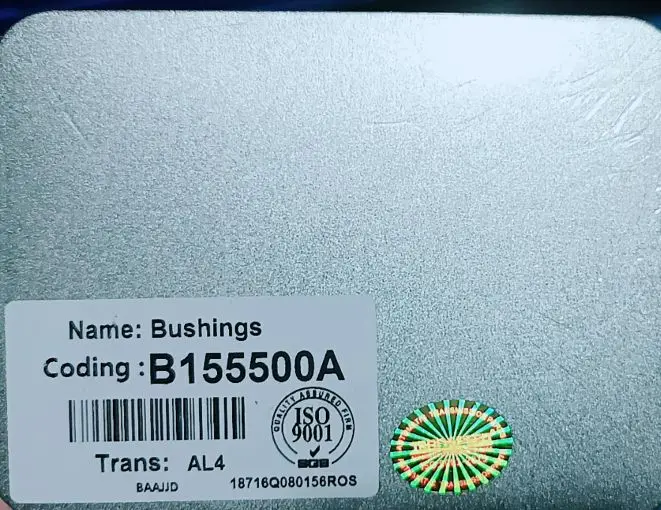 Name: Bushings
Coding : B155500A
QUALITY ASSURED FIRM
ISO
9001
SGS
Trans: AL4
BAAJJD
18716Q080156ROS